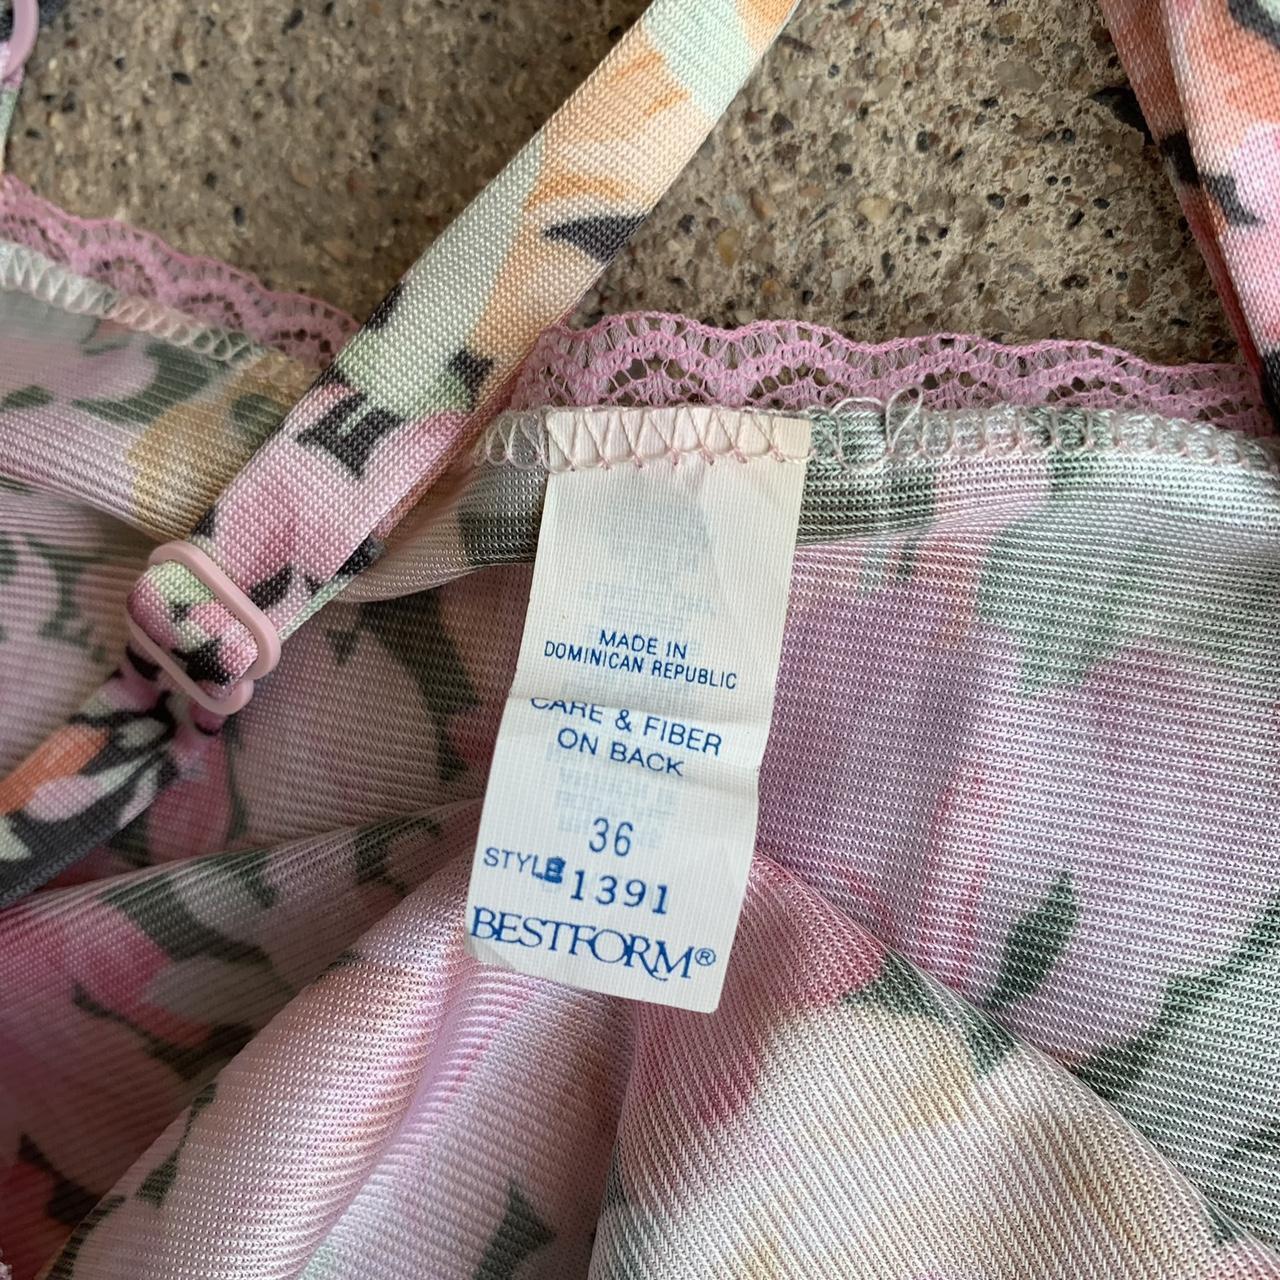 MADE IN
DOMINICAN REPUBLIC
CARE & FIBER
ON BACK
36
STYLE 1391
BESTFORM®